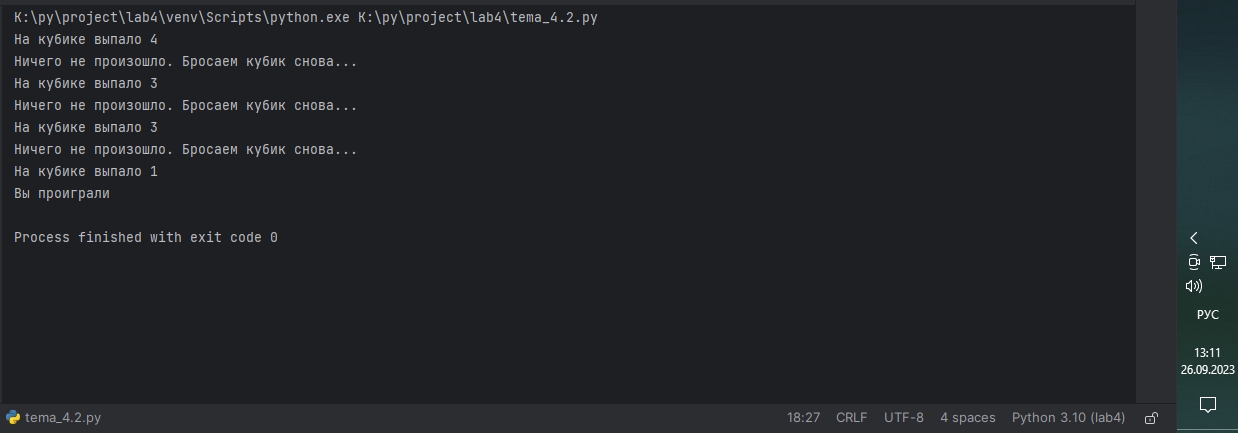 K:\py\project\lab4\venv\Scripts\python.exe K:\py\project\lab4\tema_4.2.py
На кубике выпало 4
Ничего не произошло. Бросаем кубик снова...
На кубике выпало 3
Ничего не произошло. Бросаем кубик снова...
На кубике выпало 3
Ничего не произошло. Бросаем кубик снова...
На кубике выпало 1
Вы проиграли
Process finished with exit code 0
РУС
13:11
26.09.2023
tema_4.2.py 18:27 CRLF UTF-8 4 spaces Python 3.10 (lab4)